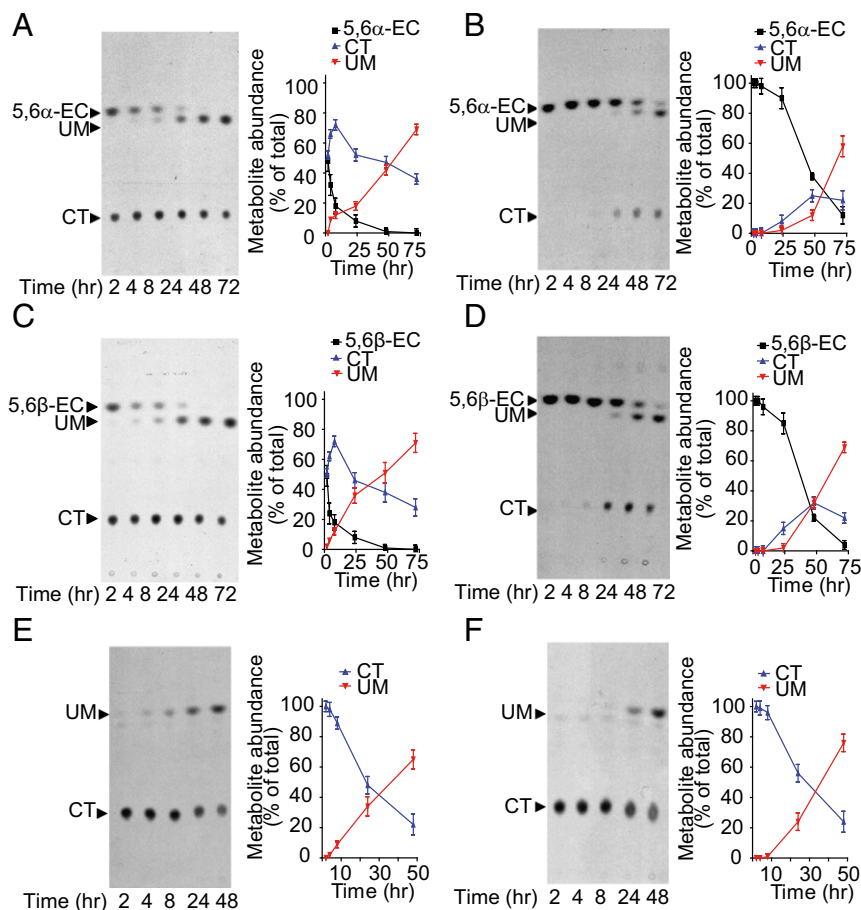 A
5,6α-EC
CT
UM
5,6α-EC
UM
CT
Time (hr) 2 4 8 24 48 72
Metabolite abundance
(% of total)
100
80
60
40
20
0
0 25 50 75
Time (hr)
B
5,6α-EC
CT
UM
5,6α-EC
UM
CT
Time (hr) 2 4 8 24 48 72
Metabolite abundance
(% of total)
100
80
60
40
20
0
0 25 50 75
Time (hr)
C
5,6β-EC
CT
UM
5,6β-EC
UM
CT
Time (hr) 2 4 8 24 48 72
Metabolite abundance
(% of total)
100
80
60
40
20
0
0 25 50 75
Time (hr)
D
5,6β-EC
CT
UM
5,6β-EC
UM
CT
Time (hr) 2 4 8 24 48 72
Metabolite abundance
(% of total)
100
80
60
40
20
0
0 25 50 75
Time (hr)
E
CT
UM
UM
CT
Time (hr) 2 4 8 24 48
Metabolite abundance
(% of total)
100
80
60
40
20
0
10 30 50
Time (hr)
F
CT
UM
UM
CT
Time (hr) 2 4 8 24 48
Metabolite abundance
(% of total)
100
80
60
40
20
0
10 30 50
Time (hr)